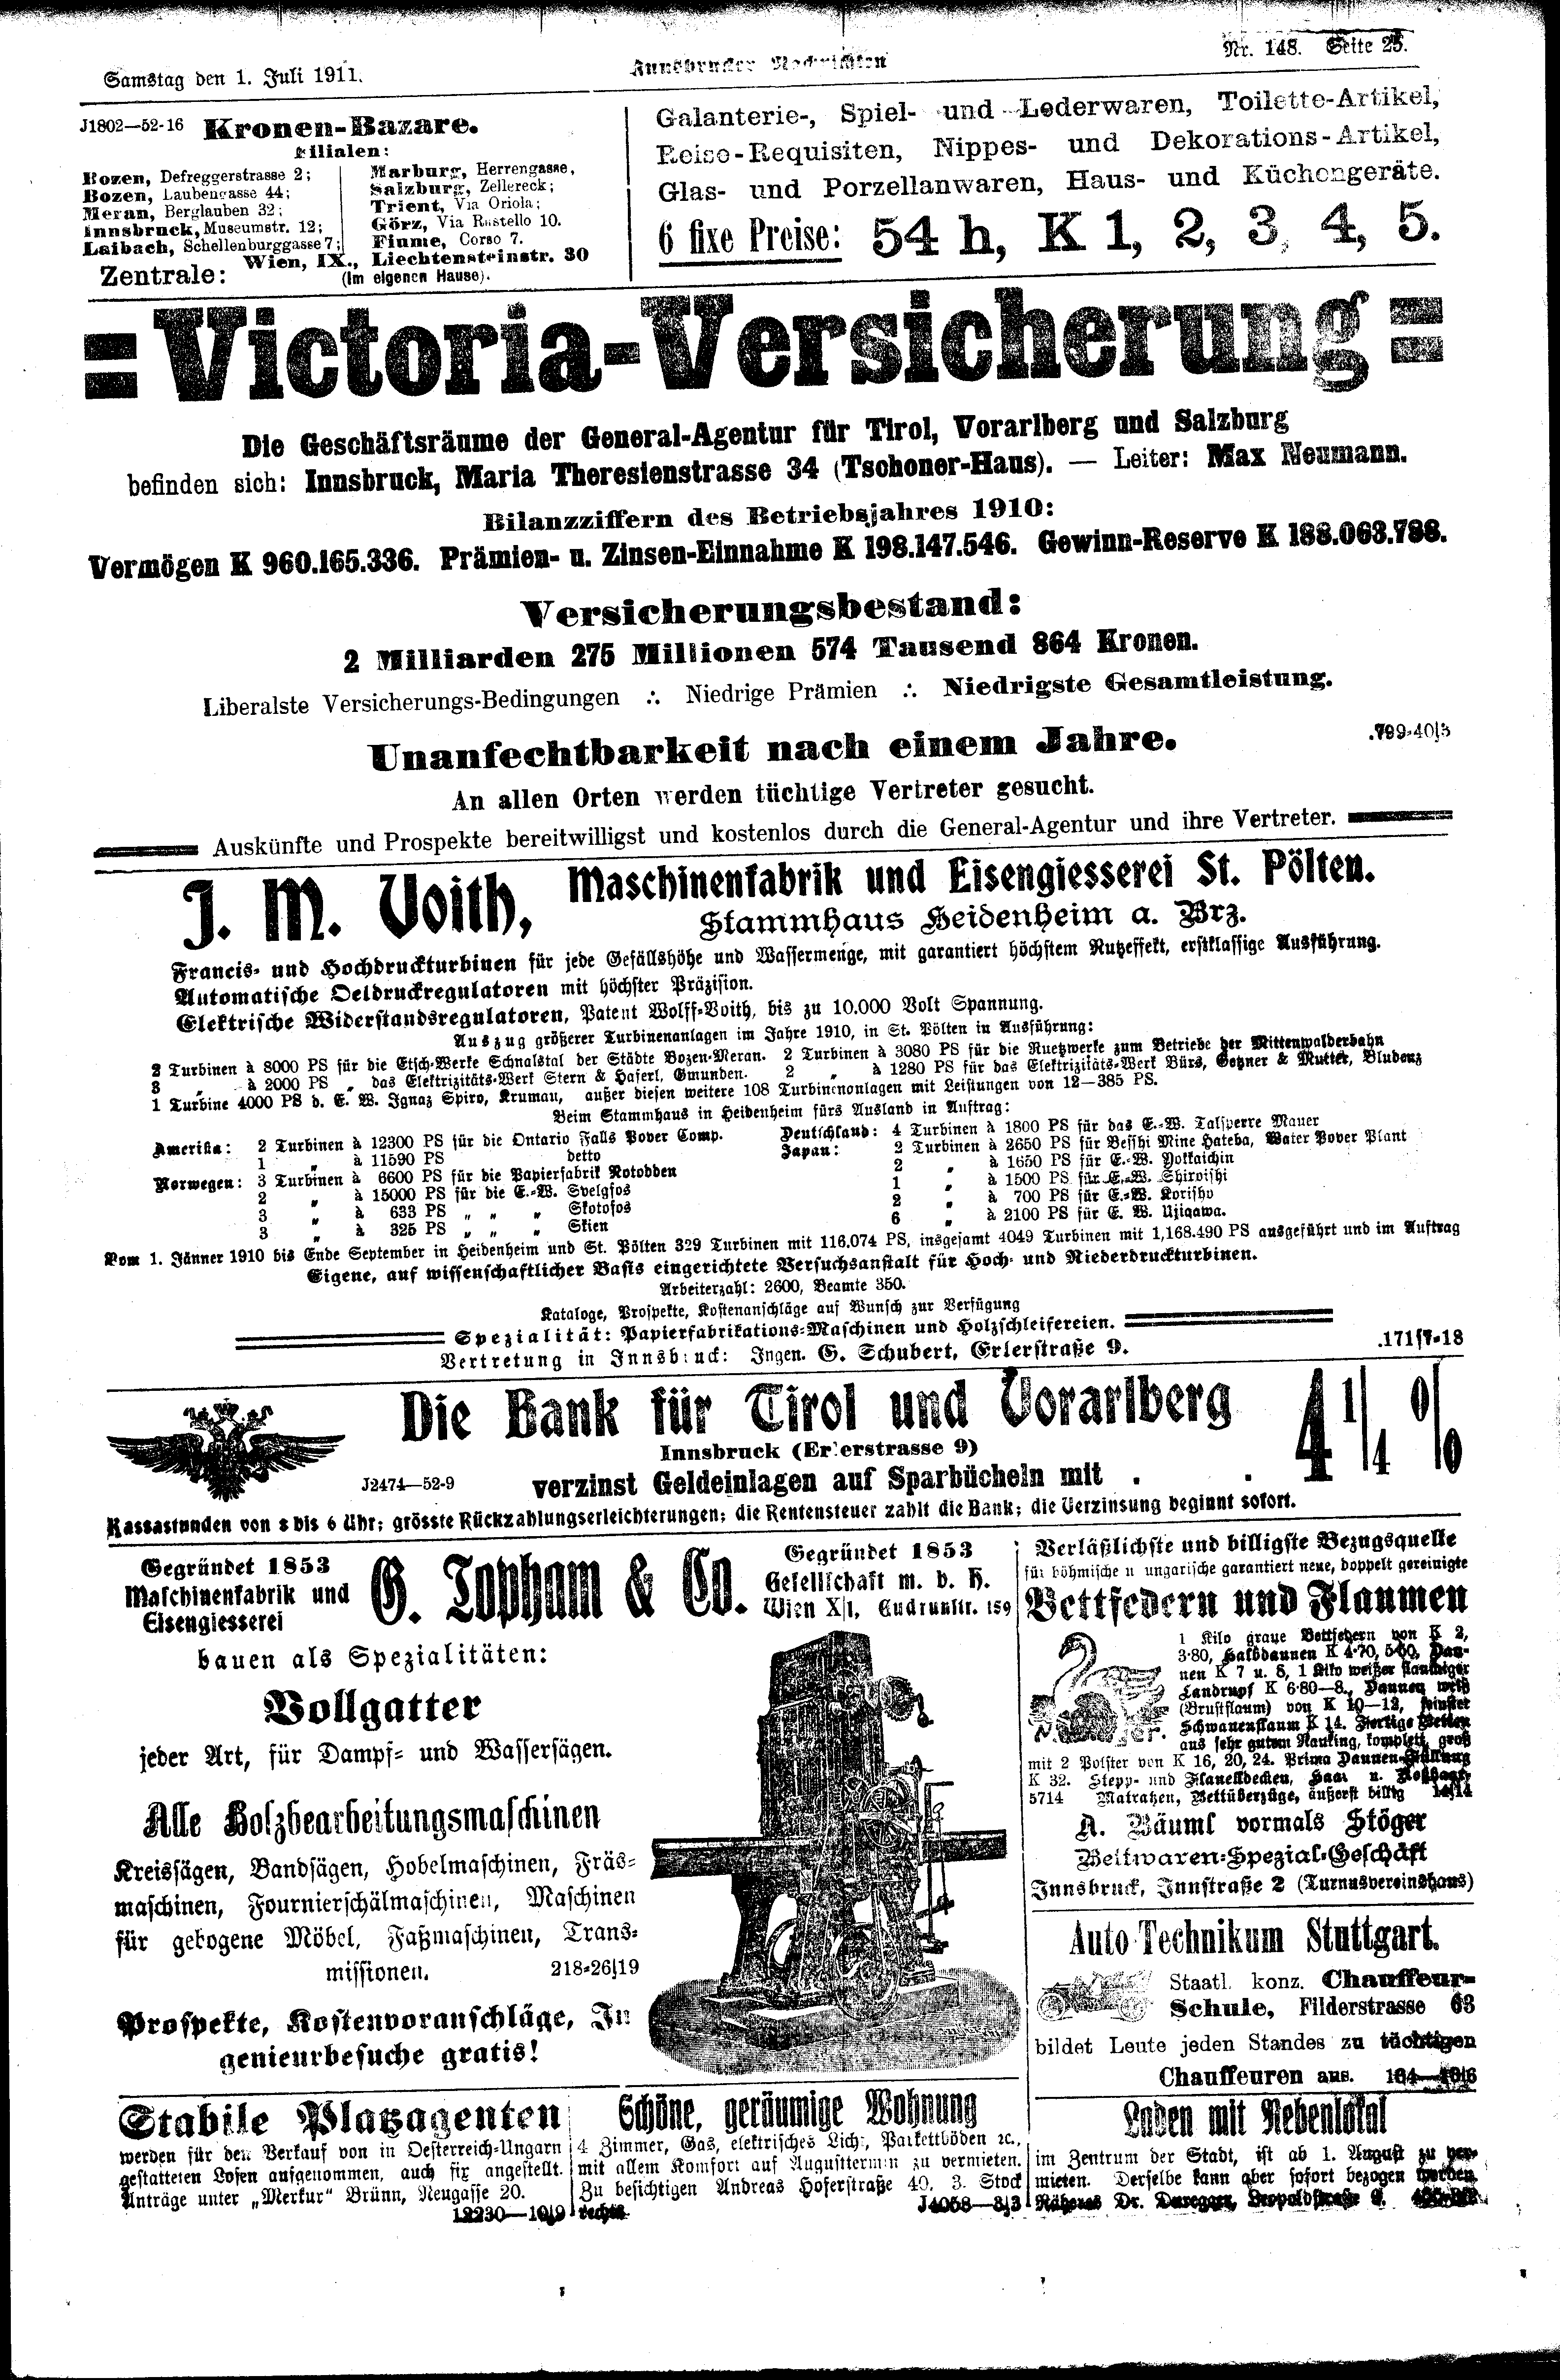 Samstag den 1. Juli 1911.
Innsbrucker Nachrichten
Nr. 148. Seite 25.
J1802—52-16 Kronen-Bazare.
Filialen:
Bozen, Defreggerstrasse 2;
Bozen, Laubengasse 44;
Meran, Berglauben 32;
Innsbruck, Museumstr. 12;
Laibach, Schellenburggasse 7;
Marburg, Herrengasse,
Salzburg, Zellereck;
Trient, Via Oriola;
Görz, Via Rastello 10.
Fiume, Corso 7.
Zentrale: Wien, IX., Liechtensteinstr. 30
(im eigenen Hause).
Galanterie-, Spiel- und Lederwaren, Toilette-Artikel,
Reise-Requisiten, Nippes- und Dekorations-Artikel,
Glas- und Porzellanwaren, Haus- und Küchengeräte.
6 fixe Preise: 54 h, K 1, 2, 3, 4, 5.
= Victoria-Versicherung =
Die Geschäftsräume der General-Agentur für Tirol, Vorarlberg und Salzburg
befinden sich: Innsbruck, Maria Theresienstrasse 34 (Tschoner-Haus). — Leiter: Max Neumann.
Bilanzziffern des Betriebsjahres 1910:
Vermögen K 960.165.336. Prämien- u. Zinsen-Einnahme K 198.147.546. Gewinn-Reserve K 188.063.788.
Versicherungsbestand:
2 Milliarden 275 Millionen 574 Tausend 864 Kronen.
Liberalste Versicherungs-Bedingungen ∴ Niedrige Prämien ∴ Niedrigste Gesamtleistung.
Unanfechtbarkeit nach einem Jahre.
.799-40|3
An allen Orten werden tüchtige Vertreter gesucht.
Auskünfte und Prospekte bereitwilligst und kostenlos durch die General-Agentur und ihre Vertreter.
J. M. Voith, Maschinenfabrik und Eisengiesserei St. Pölten.
Stammhaus Heidenheim a. Brz.
Francis- und Hochdruckturbinen für jede Gefällshöhe und Wassermenge, mit garantiert höchstem Nutzeffekt, erstklassige Ausführung.
Automatische Oeldruckregulatoren mit höchster Präzision.
Elektrische Widerstandsregulatoren, Patent Wolff-Voith, bis zu 10.000 Volt Spannung.
Auszug größerer Turbinenanlagen im Jahre 1910, in St. Pölten in Ausführung:
2 Turbinen à 8000 PS für die Etsch-Werke Schnalstal der Städte Bozen-Meran. 2 Turbinen à 3080 PS für die Ruetzwerke zum Betriebe der Mittenwalderbahn
3 „ à 2000 PS „ das Elektrizitäts-Werk Stern & Haferl, Gmunden. 2 „ à 1280 PS für das Elektrizitäts-Werk Bürs, Getzner & Mutter, Bludenz
1 Turbine 4000 PS d. E. W. Ignaz Spiro, Krumau, außer diesen weitere 108 Turbinenanlagen mit Leistungen von 12—385 PS.
Beim Stammhaus in Heidenheim fürs Ausland in Auftrag:
Amerika: 2 Turbinen à 12300 PS für die Ontario Falls Pover Comp.
1 „ à 11590 PS detto
Norwegen: 3 Turbinen à 6600 PS für die Papierfabrik Notodden
2 „ à 15000 PS für die E.-W. Svelgfos
3 „ à 633 PS „ „ „ Skotofos
3 „ à 325 PS „ „ „ Skien
Deutschland: 4 Turbinen à 1800 PS für das E.-W. Talsperre Mauer
Japan: 2 Turbinen à 2650 PS für Besshi Mine Hateba, Water Pover Plant
2 „ à 1650 PS für E.-W. Yokkaichin
1 „ à 1500 PS für E.-W. Shiroishi
2 „ à 700 PS für E.-W. Korisho
6 „ à 2100 PS für E. W. Ujigawa.
Vom 1. Jänner 1910 bis Ende September in Heidenheim und St. Pölten 329 Turbinen mit 116.074 PS, insgesamt 4049 Turbinen mit 1,168.490 PS ausgeführt und im Auftrag
Eigene, auf wissenschaftlicher Basis eingerichtete Versuchsanstalt für Hoch- und Niederdruckturbinen.
Arbeiterzahl: 2600, Beamte 350.
Kataloge, Prospekte, Kostenanschläge auf Wunsch zur Verfügung
Spezialität: Papierfabrikations-Maschinen und Holzschleifereien.
Vertretung in Innsbruck: Ingen. G. Schubert, Erlerstraße 9.
.171|7-18
Die Bank für Tirol und Vorarlberg
Innsbruck (Erlerstrasse 9)
J2474—52-9
verzinst Geldeinlagen auf Sparbücheln mit . . 4 1/4 %
Kassastunden von 8 bis 6 Uhr; grösste Rückzahlungserleichterungen; die Rentensteuer zahlt die Bank; die Verzinsung beginnt sofort.
Gegründet 1853
Maschinenfabrik und
Eisengiesserei
G. Topham & Co.
Gegründet 1853
Gesellschaft m. b. H.
Wien X|1, Gudrunstr. 159
bauen als Spezialitäten:
Vollgatter
jeder Art, für Dampf- und Wassersägen.
Alle Holzbearbeitungsmaschinen
Kreissägen, Bandsägen, Hobelmaschinen, Fräs-
maschinen, Fournierschälmaschinen, Maschinen
für gebogene Möbel, Faßmaschinen, Trans-
missionen. 218-26|19
Prospekte, Kostenvoranschläge, In
genieurbesuche gratis!
Verläßlichste und billigste Bezugsquelle
für böhmische u ungarische garantiert neue, doppelt gereinigte
Bettfedern und Flaumen
1 Kilo graue Bettfedern von K 2,
3·80, Halbdaunen K 4·70, 5·60, Dau-
nen K 7 u. 8, 1 Kilo weißer flaumiger
Landrupf K 6·80—8., Daunen weiß
(Brustflaum) von K 10—12, feinster
Schwanenflaum K 14. Fertige Betten
aus sehr gutem Nanking, komplett, groß
mit 2 Polster von K 16, 20, 24. Prima Daunen-Füllung
K 32. Stepp- und Flanelldecken, Haar u. Roßhaar-
5714 Matratzen, Bettüberzüge, äußerst billig 14|14
A. Bäuml vormals Stöger
Bettwaren-Spezial-Geschäft
Innsbruck, Innstraße 2 (Turnusvereinshaus)
Auto-Technikum Stuttgart.
Staatl. konz. Chauffeur-
Schule, Filderstrasse 63
bildet Leute jeden Standes zu tüchtigen
Chauffeuren aus.
Stabile Platzagenten
werden für den Verkauf von in Oesterreich-Ungarn
gestatteten Losen aufgenommen, auch fix angestellt.
Anträge unter „Merkur“ Brünn, Neugasse 20.
12230—10|9
Schöne, geräumige Wohnung
4 Zimmer, Gas, elektrisches Licht, Parkettböden 2c.,
mit allem Komfort auf Augusttermin zu vermieten.
Zu besichtigen Andreas Hoferstraße 40, 3. Stock
rechts. J4058—3|3
Laden mit Nebenlokal
im Zentrum der Stadt, ist ab 1. August zu ver-
mieten. Derselbe kann aber sofort bezogen werden
Näheres Dr. Duregger, Leopoldstraße 9.